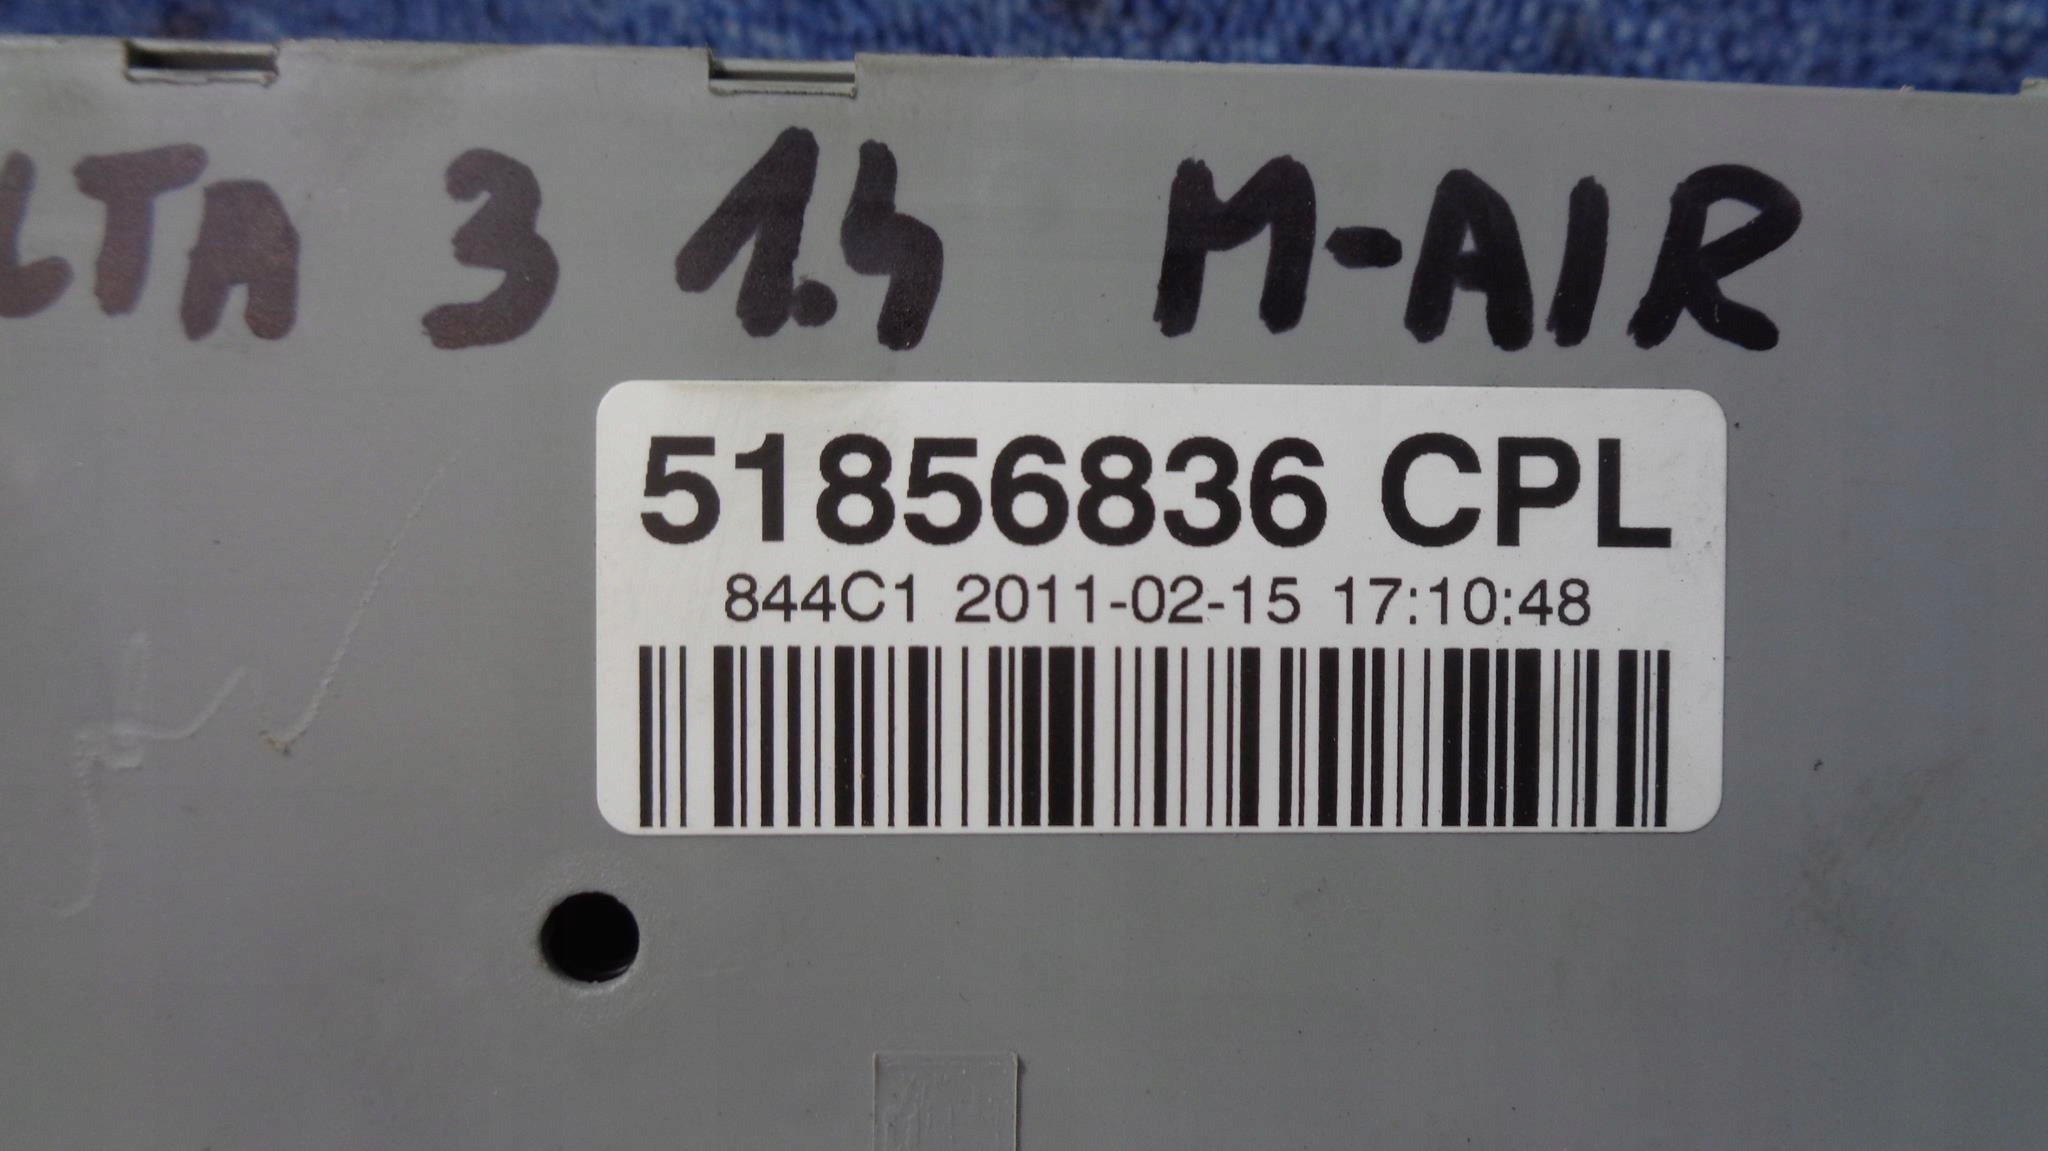 LTA 3 1.4 M-AIR
51856836 CPL
844C1 2011-02-15 17:10:48